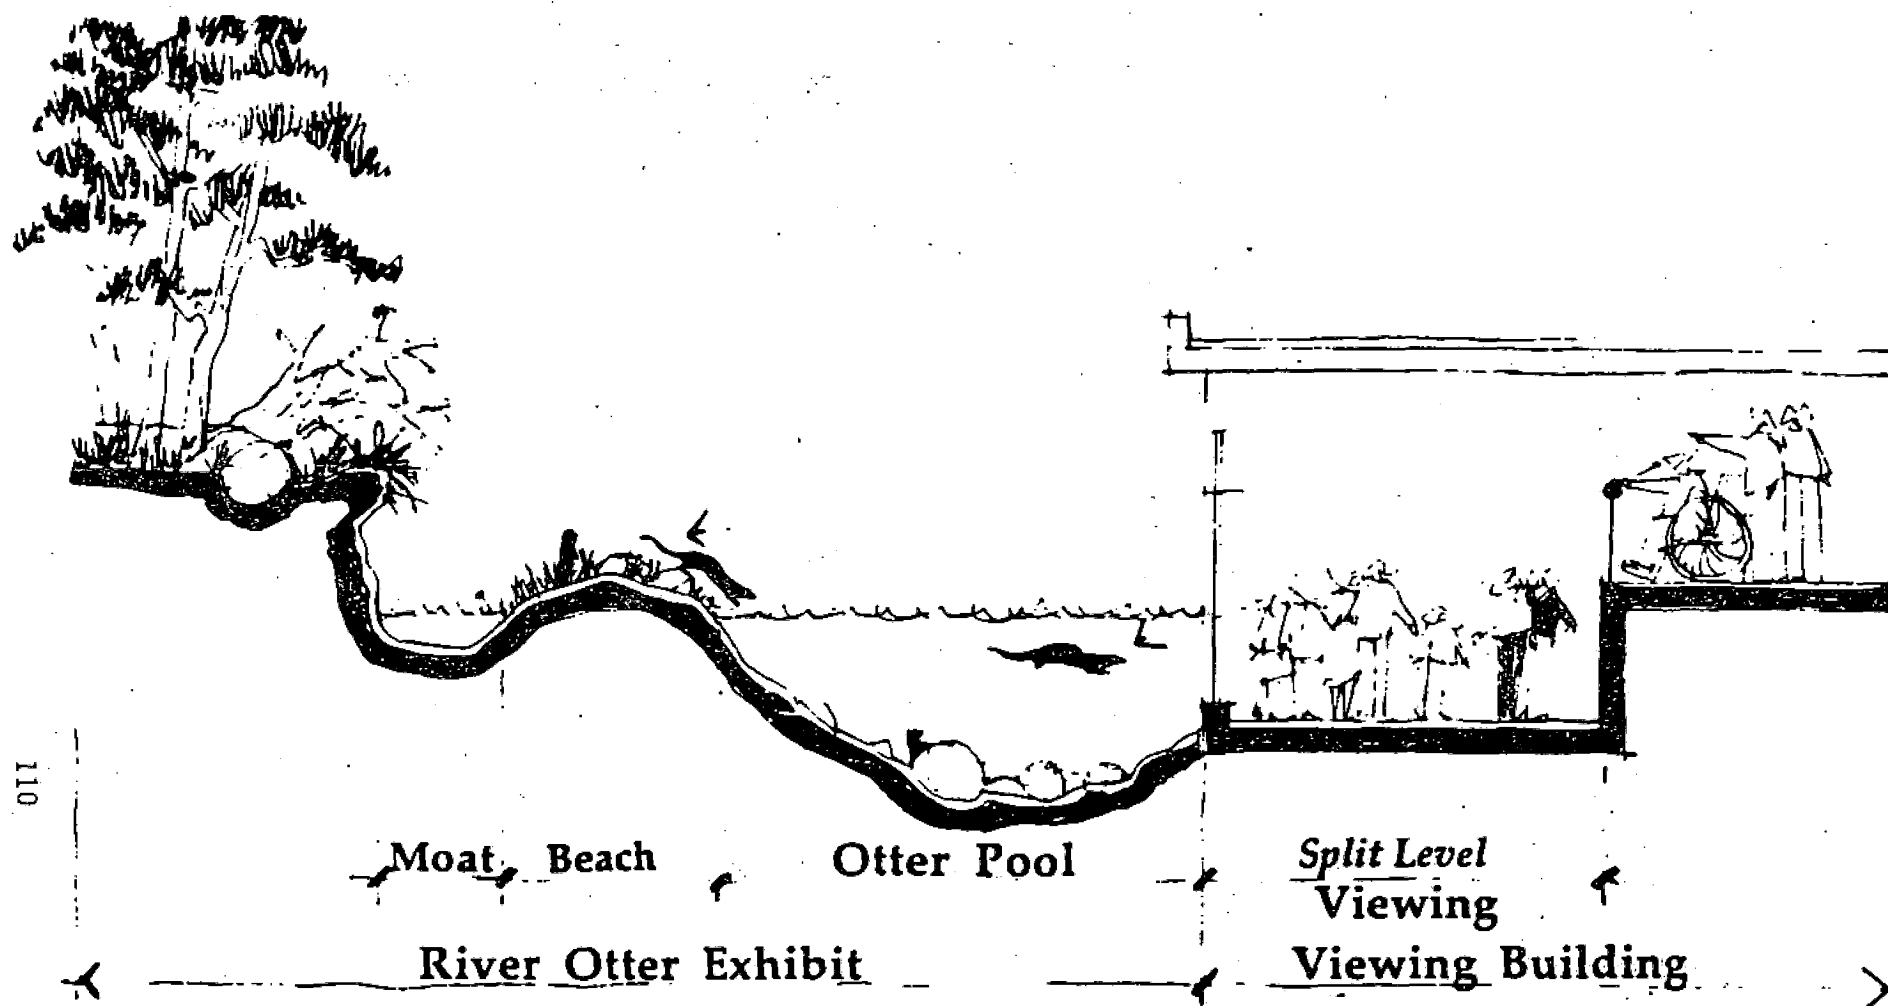 110
Moat Beach Otter Pool Split Level
Viewing
River Otter Exhibit Viewing Building